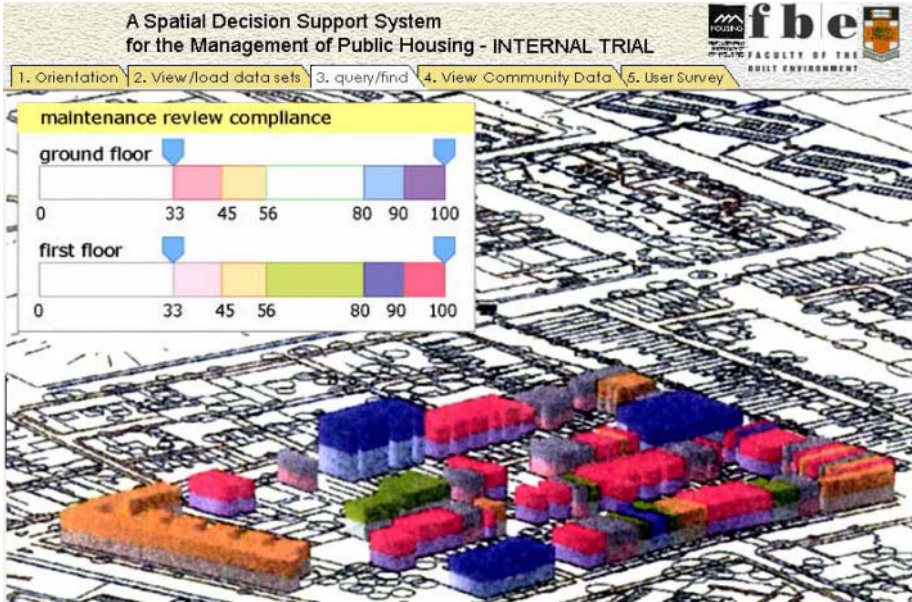 A Spatial Decision Support System
for the Management of Public Housing - INTERNAL TRIAL
HOUSING
fbe
FACULTY OF THE
BUILT ENVIRONMENT
1. Orientation
2. View/load data sets
3. query/find
4. View Community Data
5. User Survey
maintenance review compliance
ground floor
0 33 45 56 80 90 100
first floor
0 33 45 56 80 90 100